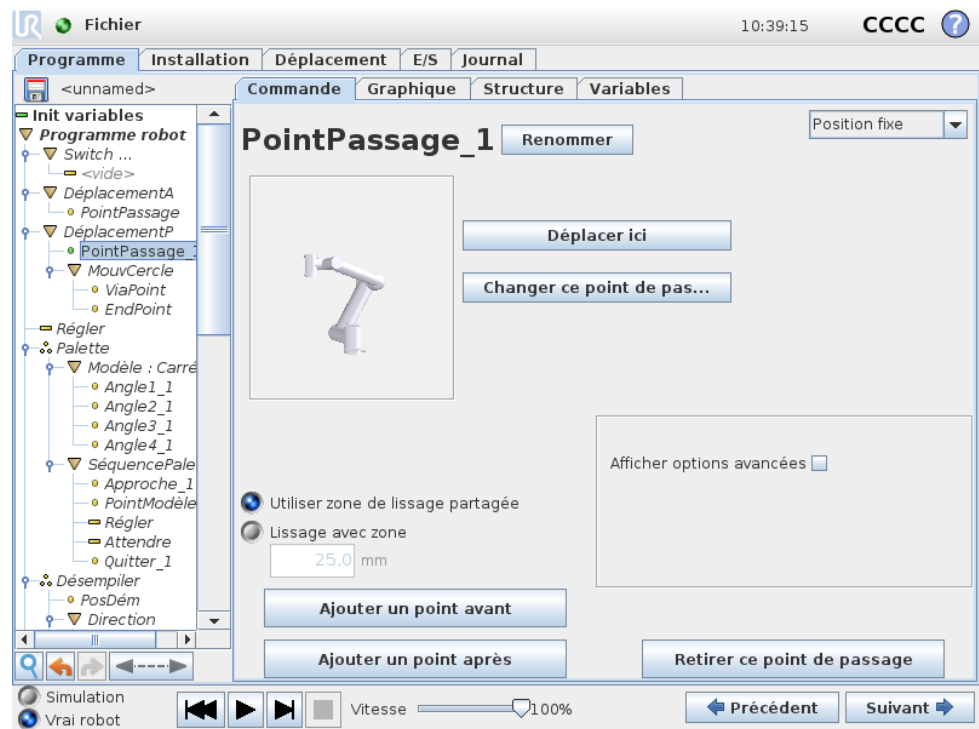 UR Fichier 10:39:15 CCCC ?
Programme Installation Déplacement E/S Journal
<unnamed>
Commande Graphique Structure Variables
Init variables
Programme robot
Switch ...
<vide>
DéplacementA
PointPassage
DéplacementP
PointPassage_1
MouvCercle
ViaPoint
EndPoint
Régler
Palette
Modèle : Carré
Angle1_1
Angle2_1
Angle3_1
Angle4_1
SéquencePale
Approche_1
PointModèle
Régler
Attendre
Quitter_1
Désempiler
PosDém
Direction
PointPassage_1 Renommer
Position fixe
Déplacer ici
Changer ce point de pas...
Afficher options avancées
Utiliser zone de lissage partagée
Lissage avec zone
25,0 mm
Ajouter un point avant
Ajouter un point après
Retirer ce point de passage
Simulation
Vrai robot
Vitesse 100%
Précédent Suivant